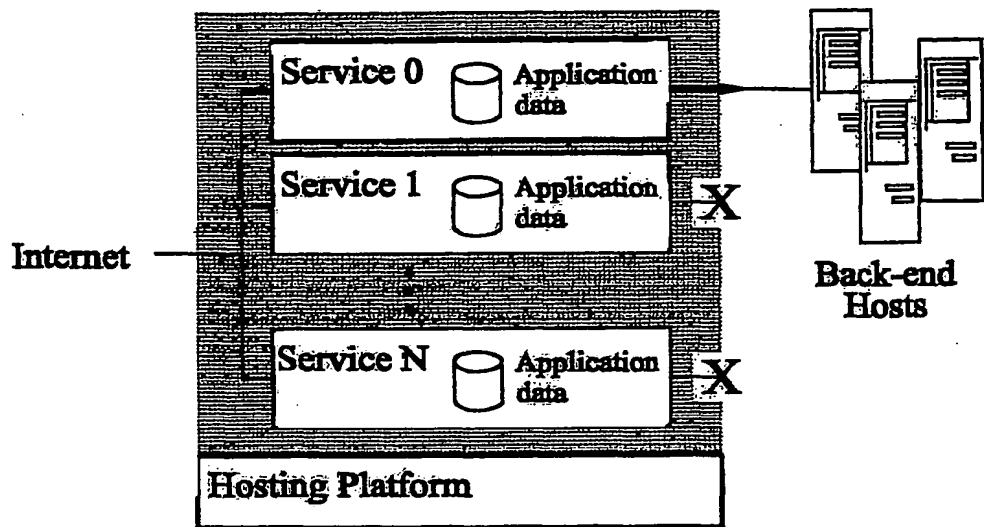 Service 0
Application
data
Service 1
Application
data
X
Internet
Back-end
Hosts
Service N
Application
data
X
Hosting Platform